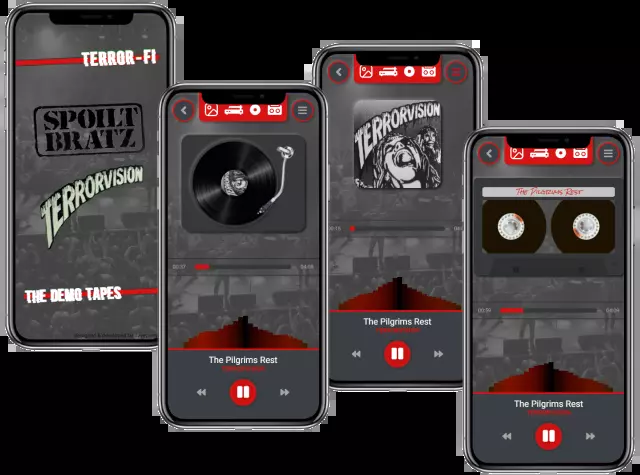 TERROR-FI
SPOILT
BRATZ
TERRORVISION
THE DEMO TAPES
The Pilgrims Rest
TERRORVISION
The Pilgrims Rest
The Pilgrims Rest
The Pilgrims Rest